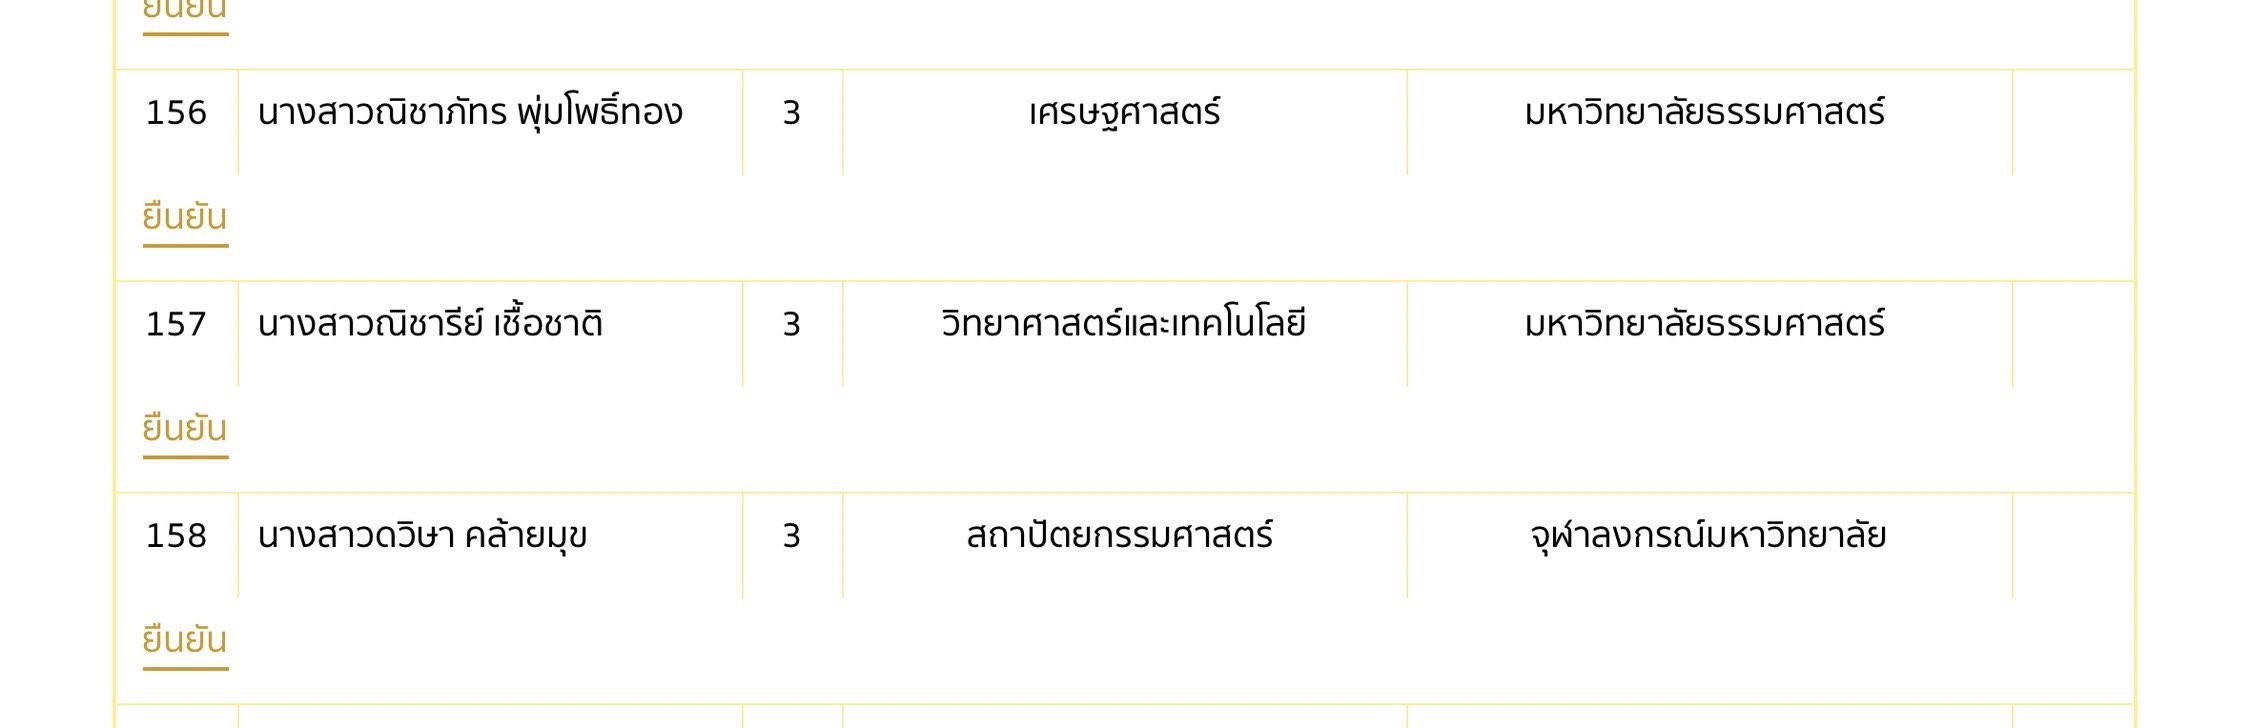 ยืนยัน
156 นางสาวณิชาภัทร พุ่มโพธิ์ทอง 3 เศรษฐศาสตร์ มหาวิทยาลัยธรรมศาสตร์
ยืนยัน
157 นางสาวณิชารีย์ เชื้อชาติ 3 วิทยาศาสตร์และเทคโนโลยี มหาวิทยาลัยธรรมศาสตร์
ยืนยัน
158 นางสาวดวิษา คล้ายมุข 3 สถาปัตยกรรมศาสตร์ จุฬาลงกรณ์มหาวิทยาลัย
ยืนยัน